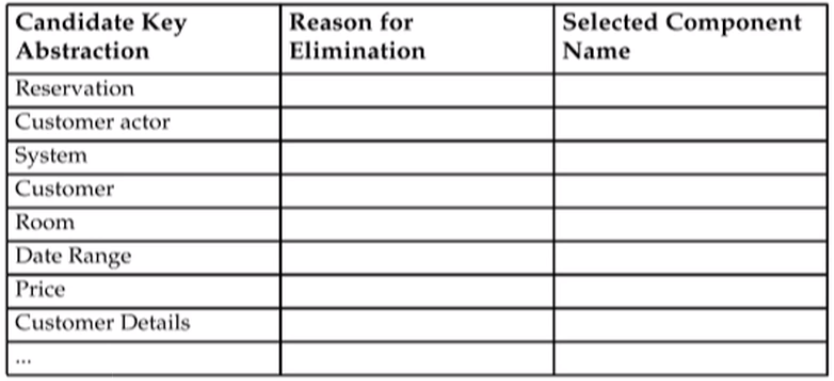 Candidate Key Abstraction | Reason for Elimination | Selected Component Name
Reservation
Customer actor
System
Customer
Room
Date Range
Price
Customer Details
...